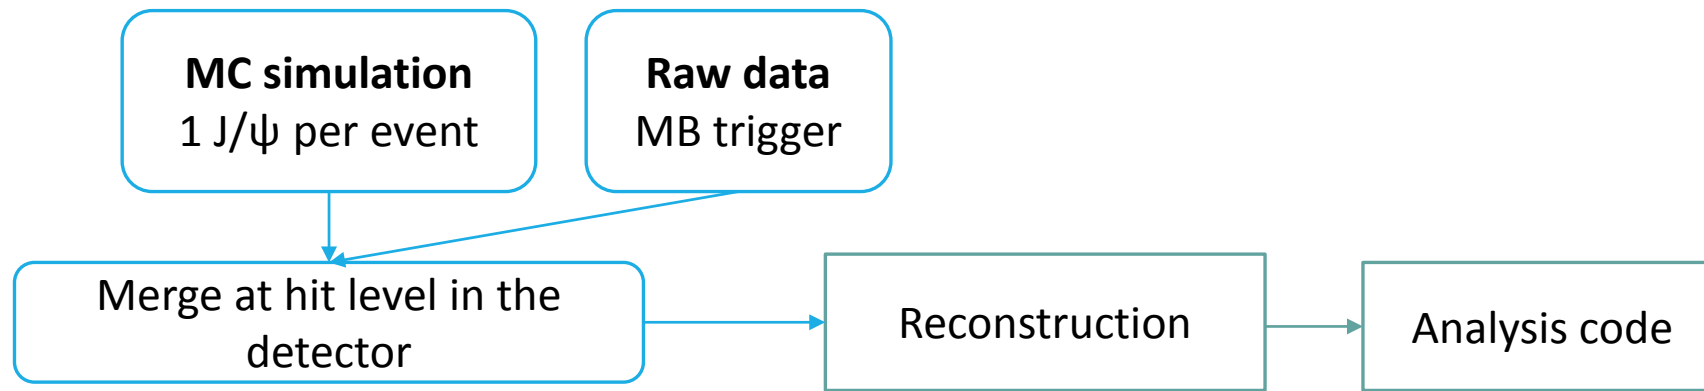 MC simulation
1 J/ψ per event
Raw data
MB trigger
Merge at hit level in the
detector
Reconstruction
Analysis code